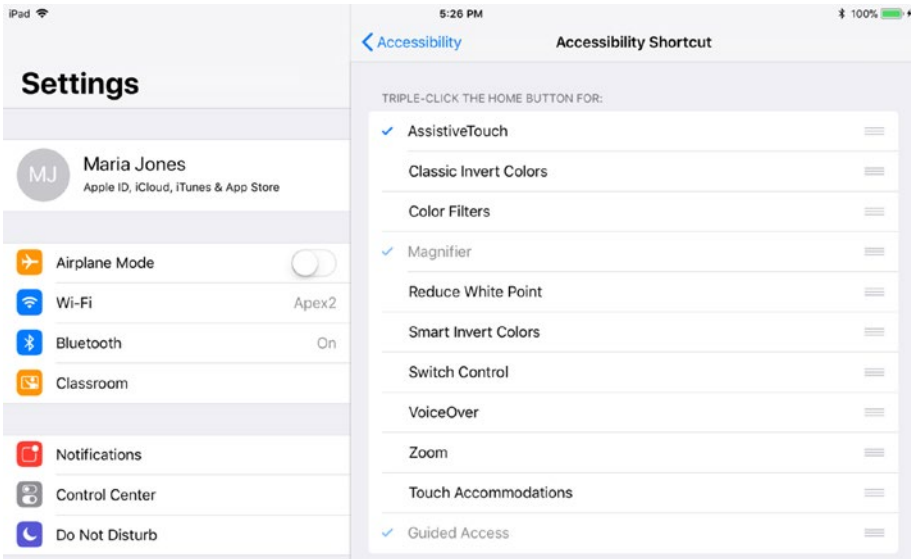 iPad
5:26 PM
100%
Settings
MJ
Maria Jones
Apple ID, iCloud, iTunes & App Store
Airplane Mode
Wi-Fi Apex2
Bluetooth On
Classroom
Notifications
Control Center
Do Not Disturb
Accessibility
Accessibility Shortcut
TRIPLE-CLICK THE HOME BUTTON FOR:
AssistiveTouch
Classic Invert Colors
Color Filters
Magnifier
Reduce White Point
Smart Invert Colors
Switch Control
VoiceOver
Zoom
Touch Accommodations
Guided Access